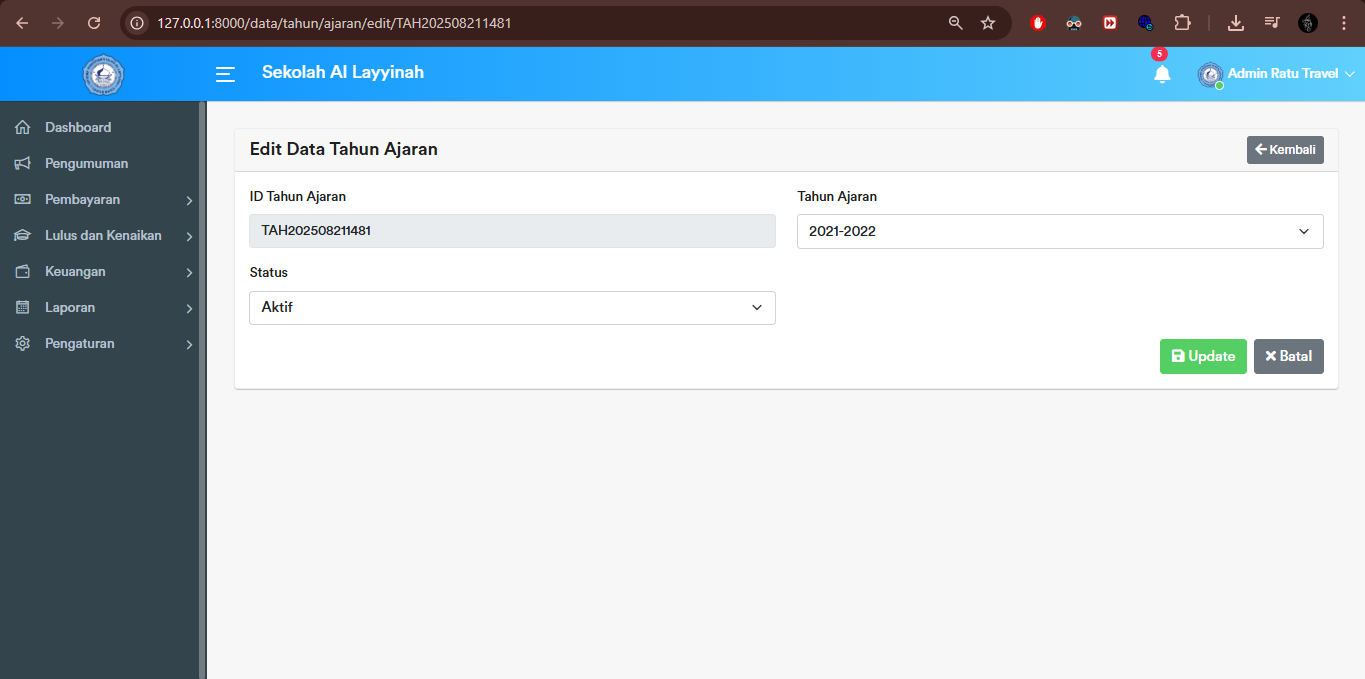 127.0.0.1:8000/data/tahun/ajaran/edit/TAH202508211481
Sekolah Al Layyinah
5
Admin Ratu Travel
Dashboard
Pengumuman
Pembayaran
Lulus dan Kenaikan
Keuangan
Laporan
Pengaturan
Edit Data Tahun Ajaran
Kembali
ID Tahun Ajaran
Tahun Ajaran
TAH202508211481
2021-2022
Status
Aktif
Update
Batal